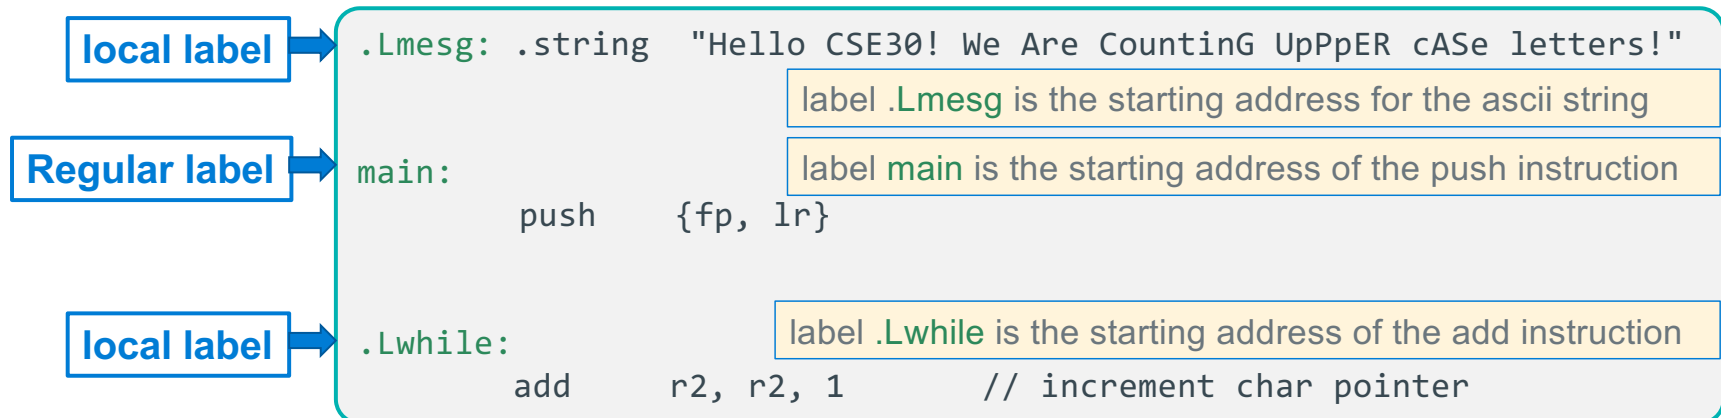 local label
.Lmesg: .string "Hello CSE30! We Are CountinG UpPpER cASe letters!"
label .Lmesg is the starting address for the ascii string
Regular label
main:
label main is the starting address of the push instruction
push {fp, lr}
local label
.Lwhile:
label .Lwhile is the starting address of the add instruction
add r2, r2, 1 // increment char pointer